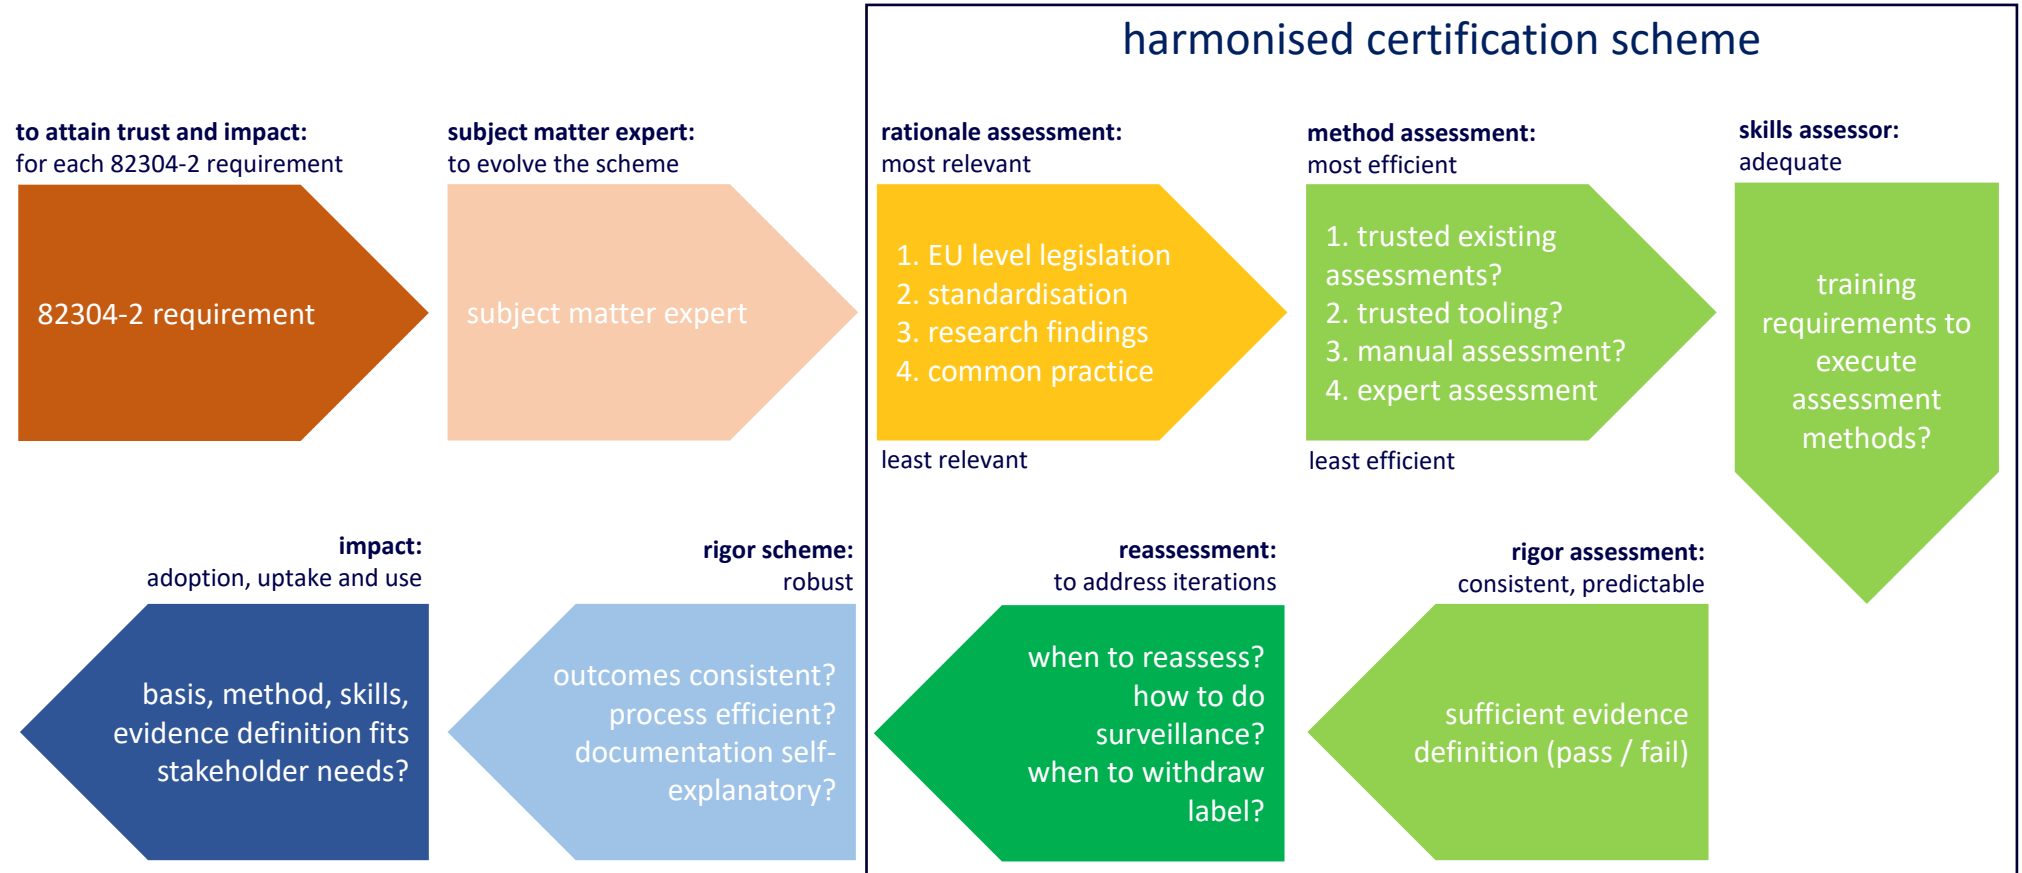 harmonised certification scheme
to attain trust and impact:
for each 82304-2 requirement
82304-2 requirement
subject matter expert:
to evolve the scheme
subject matter expert
rationale assessment:
most relevant
1. EU level legislation
2. standardisation
3. research findings
4. common practice
least relevant
method assessment:
most efficient
1. trusted existing
assessments?
2. trusted tooling?
3. manual assessment?
4. expert assessment
least efficient
skills assessor:
adequate
training
requirements to
execute
assessment
methods?
rigor assessment:
consistent, predictable
sufficient evidence
definition (pass / fail)
reassessment:
to address iterations
when to reassess?
how to do
surveillance?
when to withdraw
label?
rigor scheme:
robust
outcomes consistent?
process efficient?
documentation self-
explanatory?
impact:
adoption, uptake and use
basis, method, skills,
evidence definition fits
stakeholder needs?